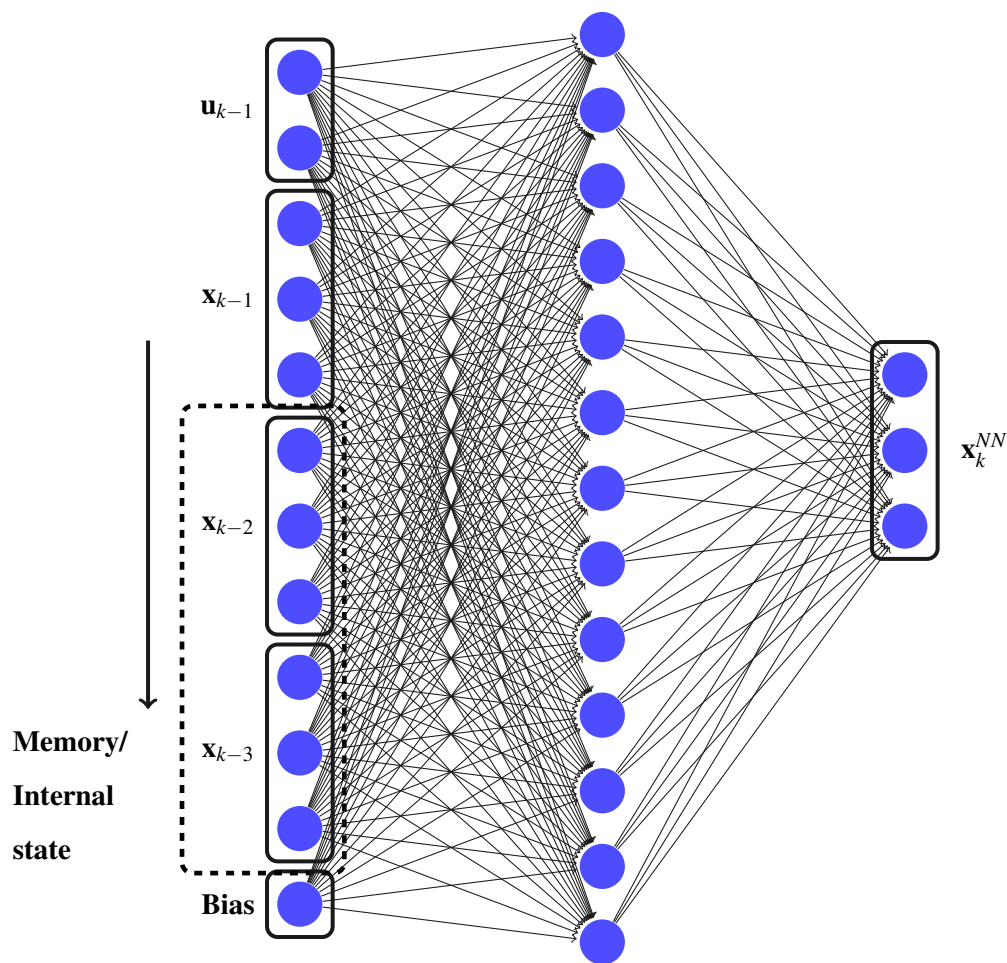 u_{k−1}
x_{k−1}
x_{k−2}
x_{k−3}
Memory/
Internal
state
Bias
x_k^{NN}